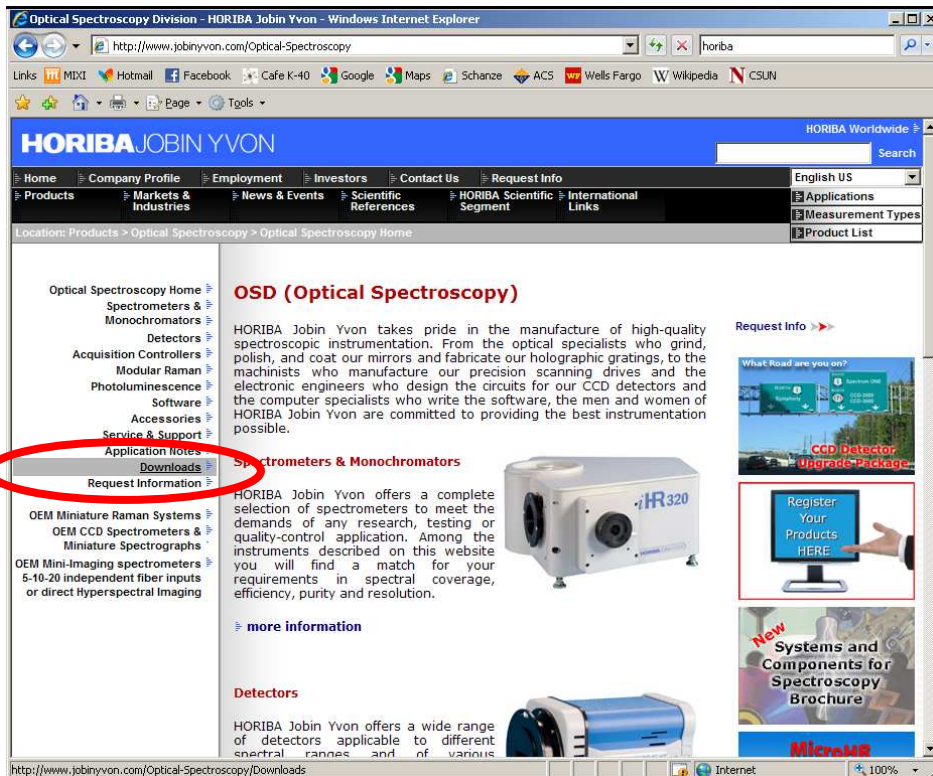 Optical Spectroscopy Division - HORIBA Jobin Yvon - Windows Internet Explorer
http://www.jobinyvon.com/Optical-Spectroscopy
horiba
Links MIXI Hotmail Facebook Cafe K-40 Google Maps Schanze ACS Wells Fargo Wikipedia CSUN
Page Tools
HORIBA Worldwide
HORIBAJOBIN YVON
Search
Home Company Profile Employment Investors Contact Us Request Info English US
Products Markets & Industries News & Events Scientific References HORIBA Scientific Segment International Links
Applications
Measurement Types
Product List
Location: Products > Optical Spectroscopy > Optical Spectroscopy Home
Optical Spectroscopy Home
Spectrometers &
Monochromators
Detectors
Acquisition Controllers
Modular Raman
Photoluminescence
Software
Accessories
Service & Support
Application Notes
Downloads
Request Information
OEM Miniature Raman Systems
OEM CCD Spectrometers &
Miniature Spectrographs
OEM Mini-Imaging spectrometers
5-10-20 independent fiber inputs
or direct Hyperspectral Imaging
OSD (Optical Spectroscopy)
HORIBA Jobin Yvon takes pride in the manufacture of high-quality
spectroscopic instrumentation. From the optical specialists who grind,
polish, and coat our mirrors and fabricate our holographic gratings, to the
machinists who manufacture our precision scanning drives and the
electronic engineers who design the circuits for our CCD detectors and
the computer specialists who write the software, the men and women of
HORIBA Jobin Yvon are committed to providing the best instrumentation
possible.
Spectrometers & Monochromators
HORIBA Jobin Yvon offers a complete
selection of spectrometers to meet the
demands of any research, testing or
quality-control application. Among the
instruments described on this website
you will find a match for your
requirements in spectral coverage,
efficiency, purity and resolution.
iHR320
more information
Detectors
HORIBA Jobin Yvon offers a wide range
of detectors applicable to different
spectral ranges and of various
Request Info
What Road are you on?
CCD Detector
Upgrade Package
Register
Your
Products
HERE
New
Systems and
Components for
Spectroscopy
Brochure
MicroHR
http://www.jobinyvon.com/Optical-Spectroscopy/Downloads
Internet
100%